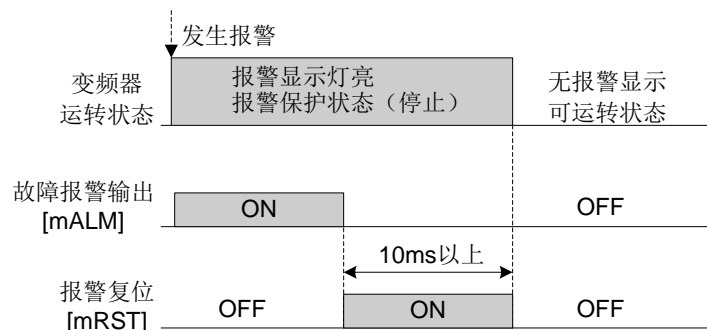 发生报警
变频器
运转状态
报警显示灯亮
报警保护状态（停止）
无报警显示
可运转状态
故障报警输出
[mALM]
ON
OFF
10ms以上
报警复位
[mRST]
OFF
ON
OFF